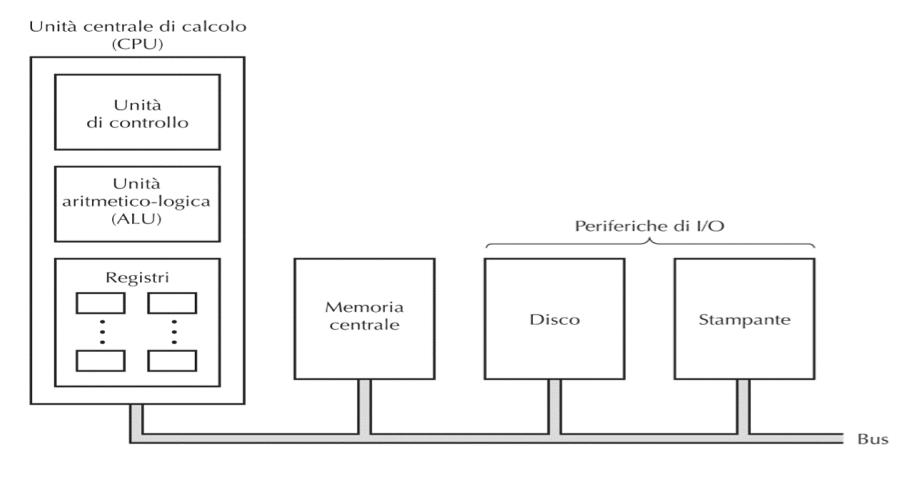 Unità centrale di calcolo
(CPU)
Unità
di controllo
Unità
aritmetico-logica
(ALU)
Registri
Periferiche di I/O
Memoria
centrale
Disco
Stampante
Bus